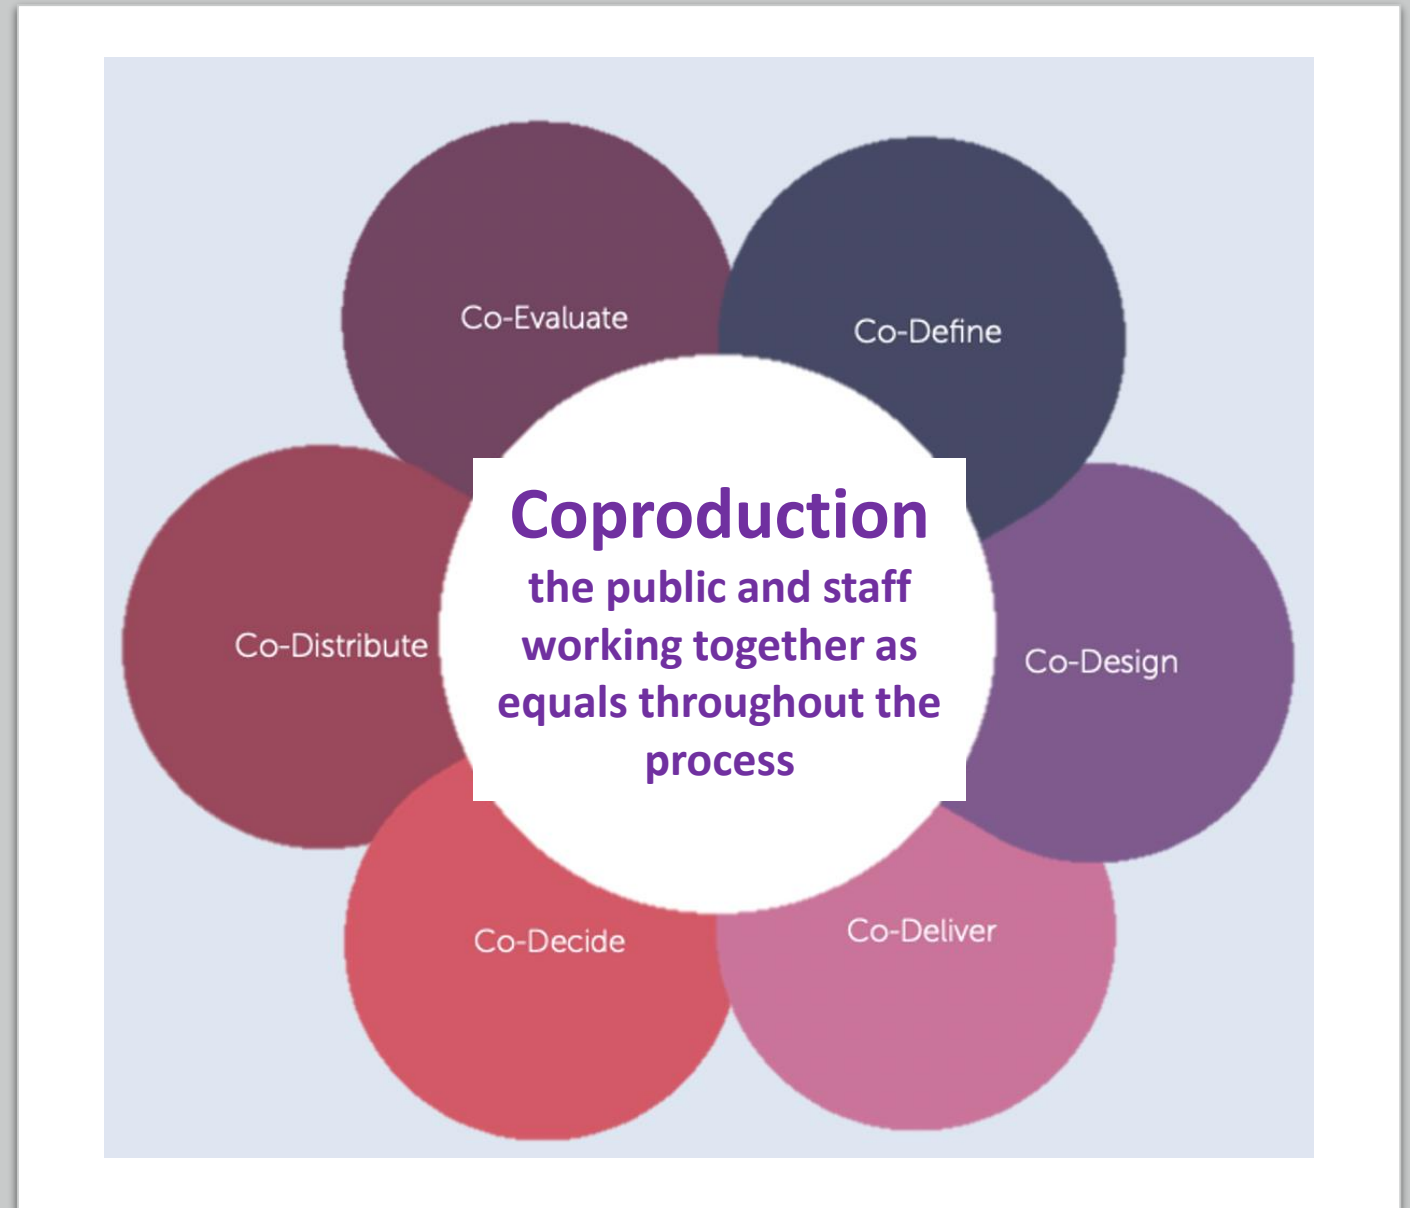 Co-Evaluate
Co-Define
Coproduction
the public and staff
working together as
equals throughout the
process
Co-Distribute
Co-Design
Co-Decide
Co-Deliver